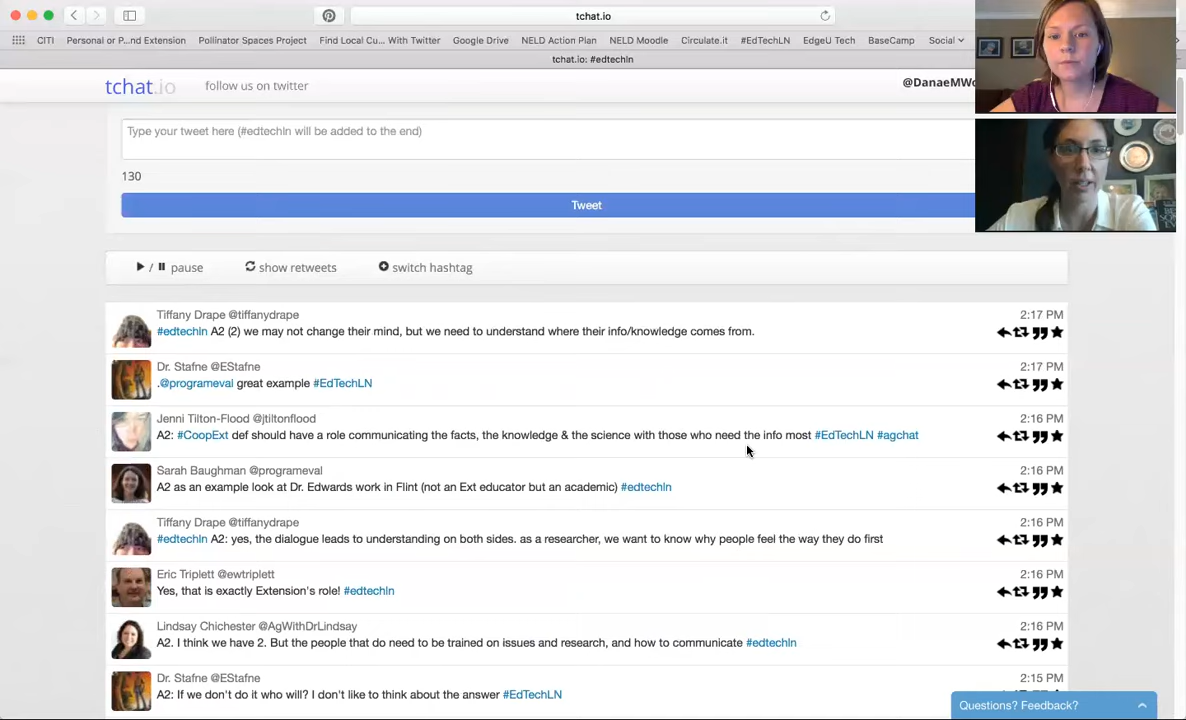 tchat.io
CITI Personal or P...nd Extension Pollinator Spaces Project Find Local Cu... With Twitter Google Drive NELD Action Plan NELD Moodle Circulate.it #EdTechLN EdgeU Tech BaseCamp Social
tchat.io: #edtechln
tchat.io follow us on twitter @DanaeMWo
Type your tweet here (#edtechln will be added to the end)
130
Tweet
/ pause show retweets switch hashtag
Tiffany Drape @tiffanydrape 2:17 PM
#edtechln A2 (2) we may not change their mind, but we need to understand where their info/knowledge comes from.
Dr. Stafne @EStafne 2:17 PM
.@programeval great example #EdTechLN
Jenni Tilton-Flood @jtiltonflood 2:16 PM
A2: #CoopExt def should have a role communicating the facts, the knowledge & the science with those who need the info most #EdTechLN #agchat
Sarah Baughman @programeval 2:16 PM
A2 as an example look at Dr. Edwards work in Flint (not an Ext educator but an academic) #edtechln
Tiffany Drape @tiffanydrape 2:16 PM
#edtechln A2: yes, the dialogue leads to understanding on both sides. as a researcher, we want to know why people feel the way they do first
Eric Triplett @ewtriplett 2:16 PM
Yes, that is exactly Extension's role! #edtechln
Lindsay Chichester @AgWithDrLindsay 2:16 PM
A2. I think we have 2. But the people that do need to be trained on issues and research, and how to communicate #edtechln
Dr. Stafne @EStafne 2:15 PM
A2: If we don't do it who will? I don't like to think about the answer #EdTechLN
Questions? Feedback?